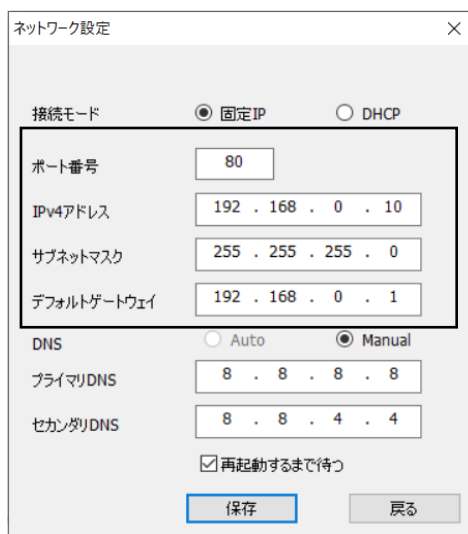 ネットワーク設定
接続モード 固定IP DHCP
ポート番号 80
IPv4アドレス 192 . 168 . 0 . 10
サブネットマスク 255 . 255 . 255 . 0
デフォルトゲートウェイ 192 . 168 . 0 . 1
DNS Auto Manual
プライマリDNS 8 . 8 . 8 . 8
セカンダリDNS 8 . 8 . 4 . 4
再起動するまで待つ
保存 戻る